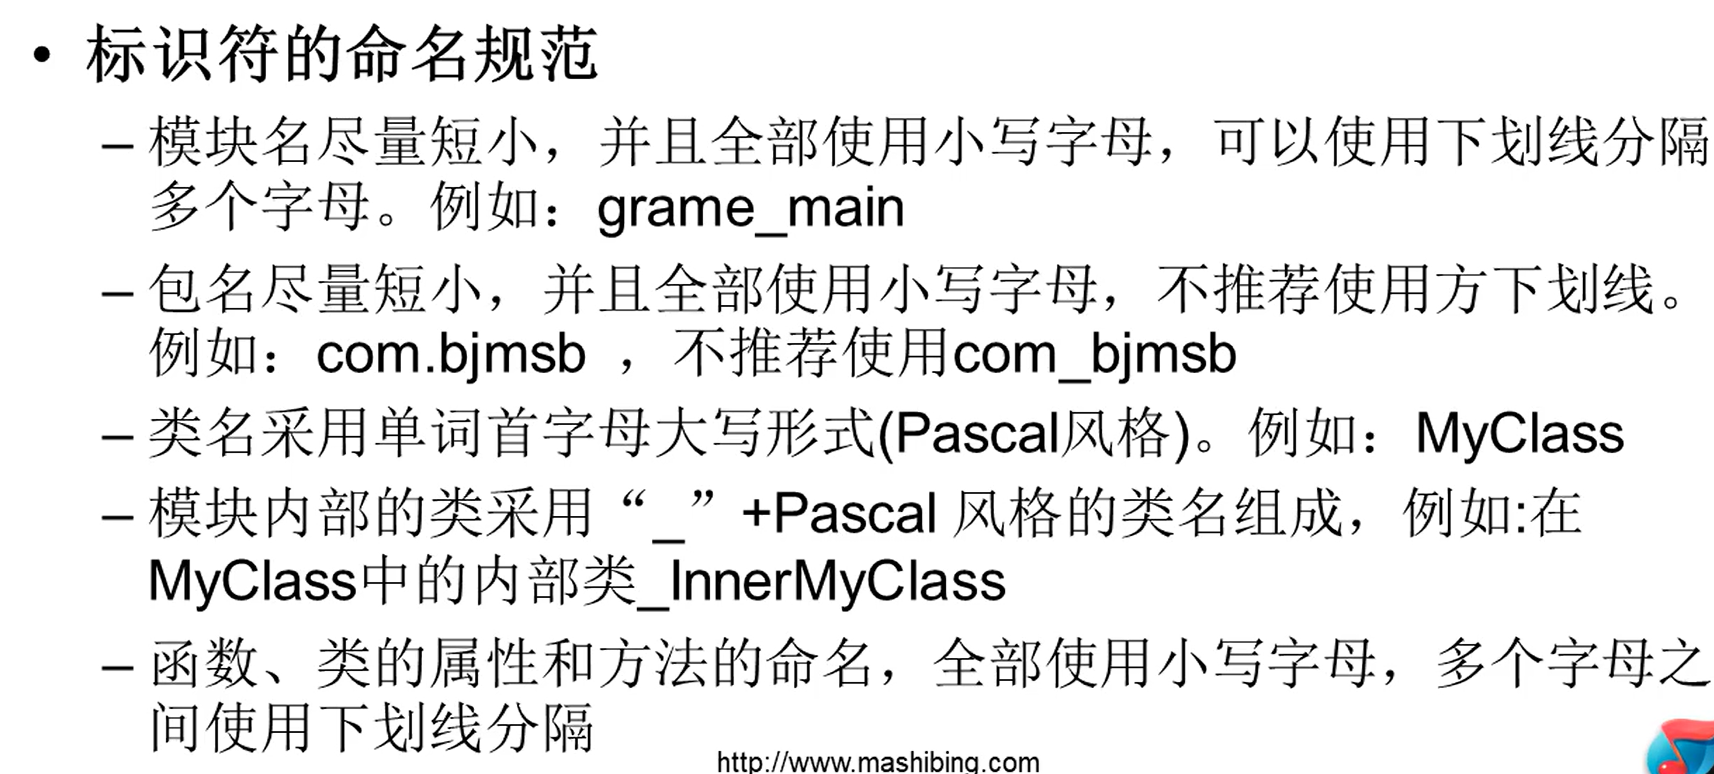 • 标识符的命名规范
– 模块名尽量短小，并且全部使用小写字母，可以使用下划线分隔
多个字母。例如：grame_main
– 包名尽量短小，并且全部使用小写字母，不推荐使用方下划线。
例如：com.bjmsb ，不推荐使用com_bjmsb
– 类名采用单词首字母大写形式(Pascal风格)。例如：MyClass
– 模块内部的类采用“_”+Pascal 风格的类名组成，例如:在
MyClass中的内部类_InnerMyClass
– 函数、类的属性和方法的命名，全部使用小写字母，多个字母之
间使用下划线分隔
http://www.mashibing.com